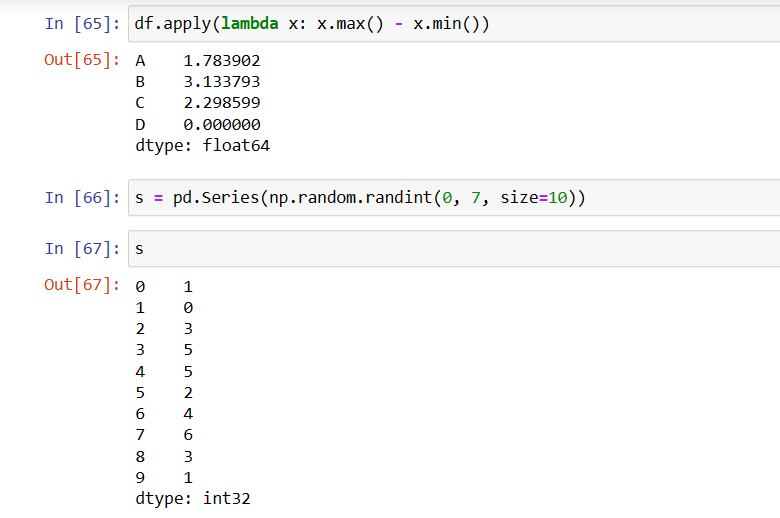 In [65]: df.apply(lambda x: x.max() - x.min())
Out[65]: A    1.783902
B    3.133793
C    2.298599
D    0.000000
dtype: float64
In [66]: s = pd.Series(np.random.randint(0, 7, size=10))
In [67]: s
Out[67]: 0    1
1    0
2    3
3    5
4    5
5    2
6    4
7    6
8    3
9    1
dtype: int32